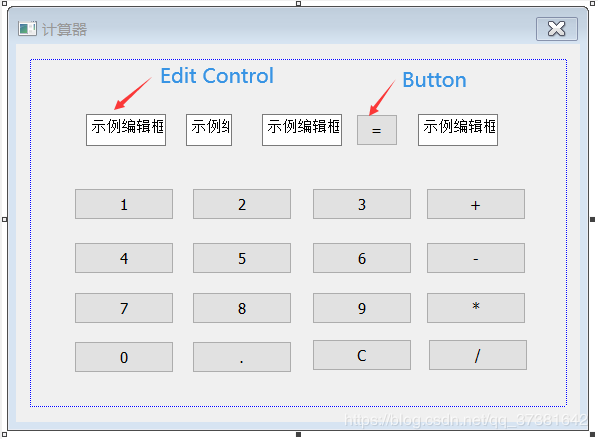 计算器
Edit Control
Button
示例编辑框 示例编 示例编辑框 = 示例编辑框
1 2 3 +
4 5 6 -
7 8 9 *
0 . C /
https://blog.csdn.net/qq_37381642